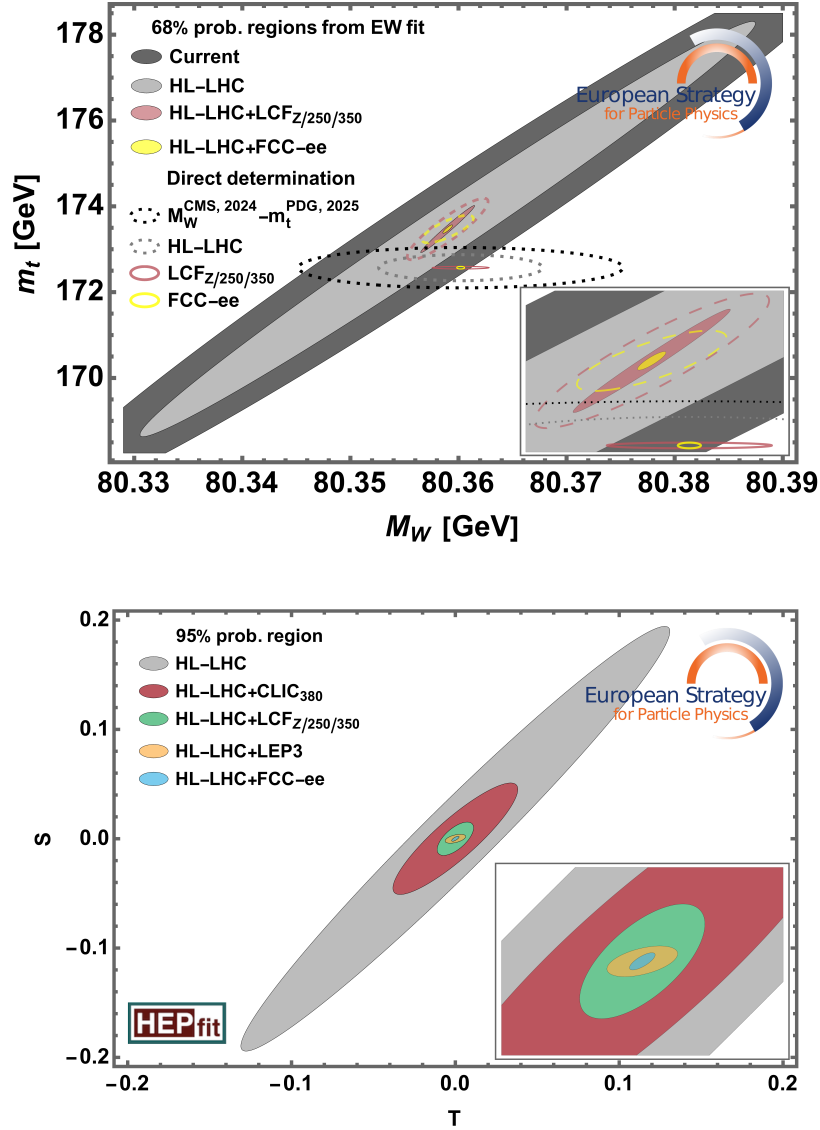 68% prob. regions from EW fit
Current
HL–LHC
HL–LHC+LCF Z/250/350
HL–LHC+FCC–ee
Direct determination
M_W^CMS, 2024–m_t^PDG, 2025
HL–LHC
LCF Z/250/350
FCC–ee
European Strategy
for Particle Physics
178
176
174
172
170
m_t [GeV]
80.33 80.34 80.35 80.36 80.37 80.38 80.39
M_W [GeV]
95% prob. region
HL–LHC
HL–LHC+CLIC380
HL–LHC+LCF Z/250/350
HL–LHC+LEP3
HL–LHC+FCC–ee
European Strategy
for Particle Physics
0.2
0.1
0.0
−0.1
−0.2
S
HEPfit
−0.2 −0.1 0.0 0.1 0.2
T